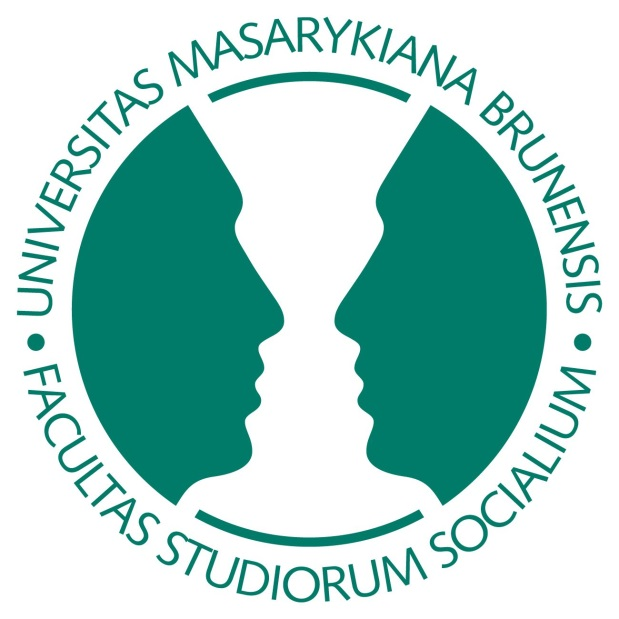 UNIVERSITAS MASARYKIANA BRUNENSIS
• FACULTAS STUDIORUM SOCIALIUM •